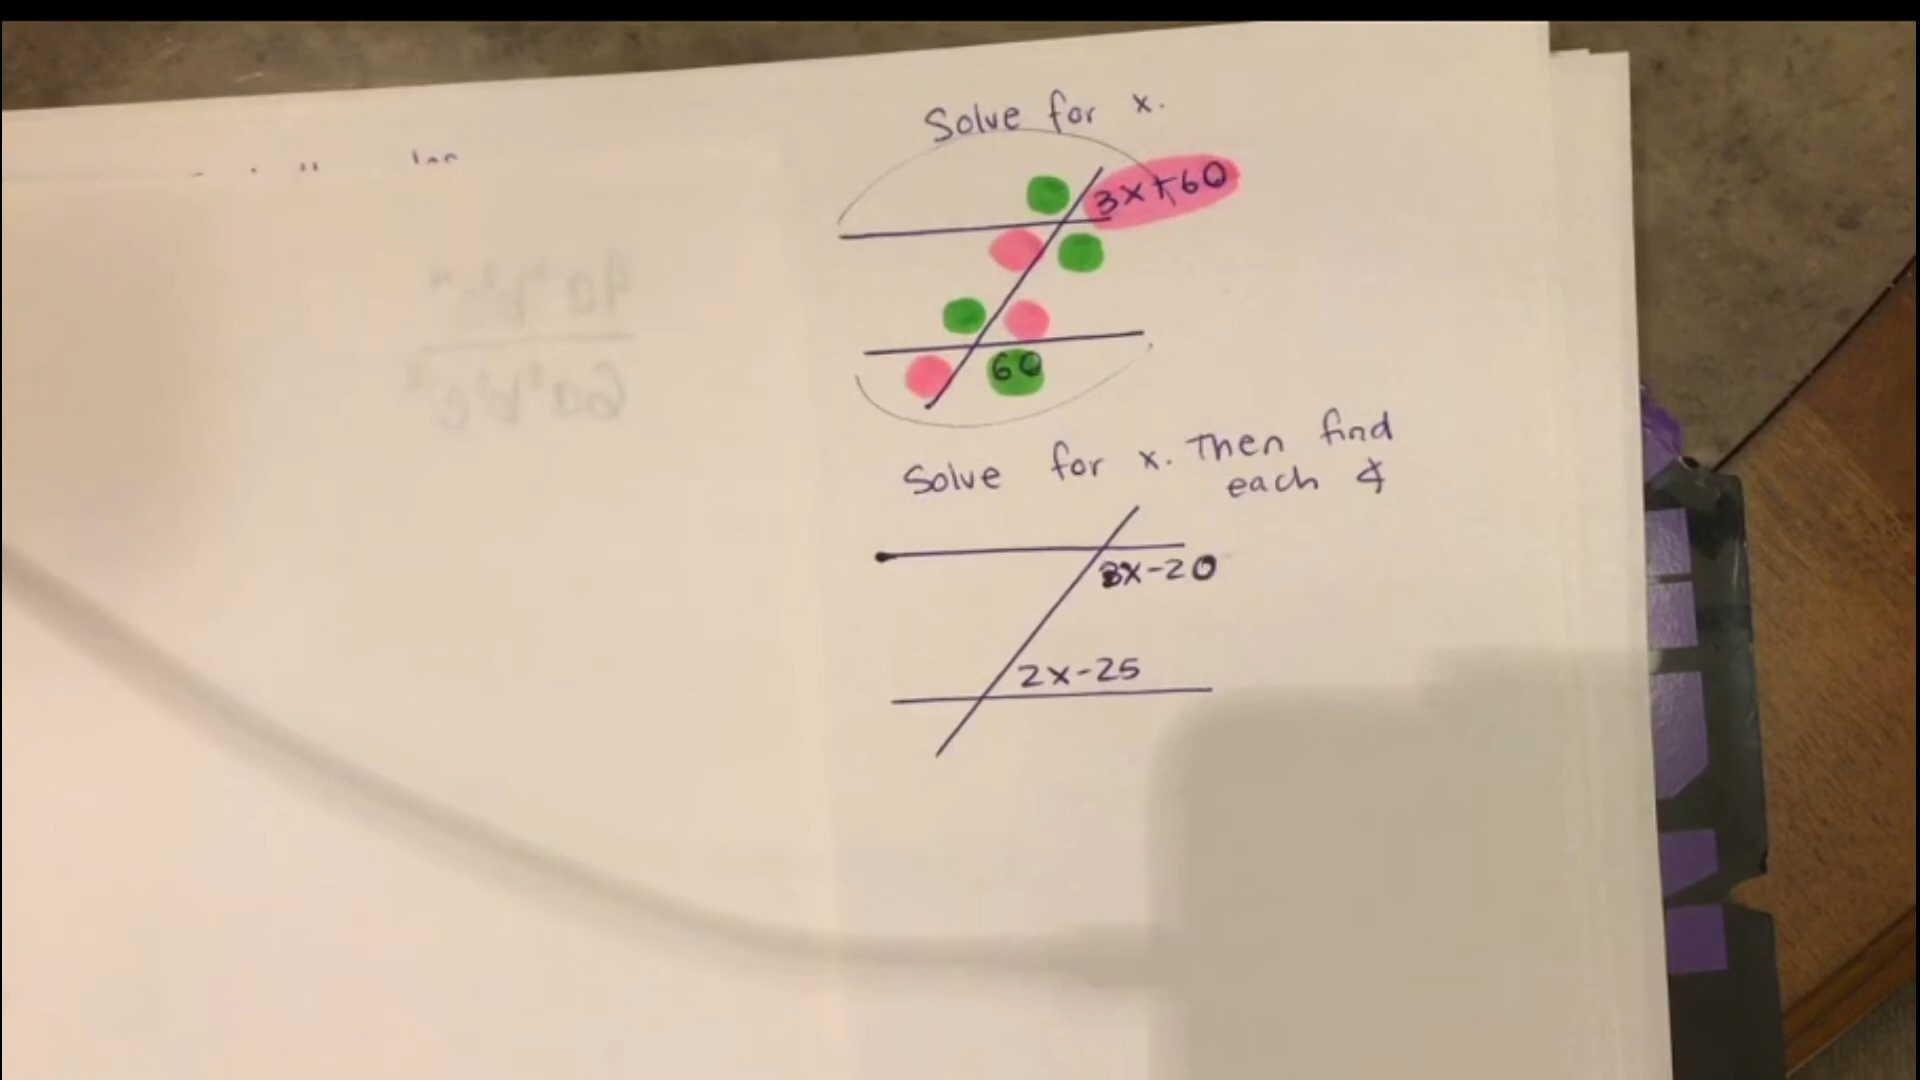 Solve for x.
3x+60
60
Solve for x. Then find
each ∡
3x-20
2x-25